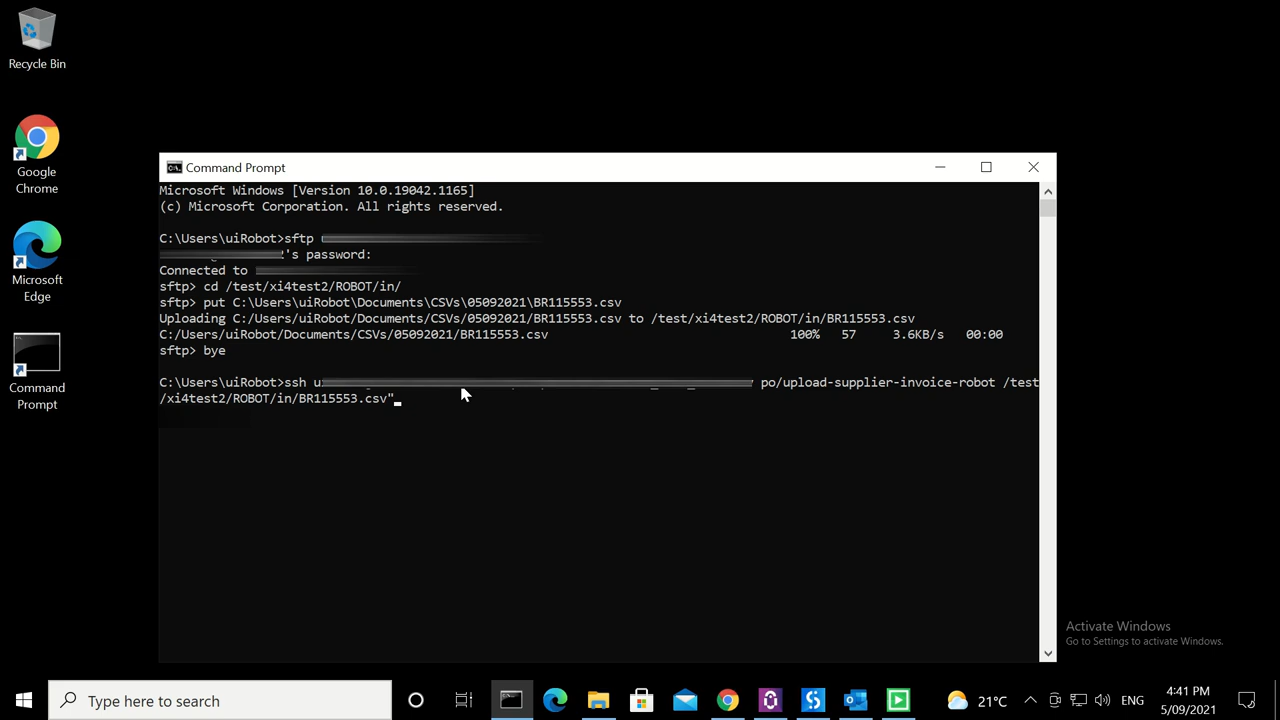 Recycle Bin
Google
Chrome
Microsoft
Edge
Command
Prompt
Command Prompt
Microsoft Windows [Version 10.0.19042.1165]
(c) Microsoft Corporation. All rights reserved.
C:\Users\uiRobot>sftp
's password:
Connected to
sftp> cd /test/xi4test2/ROBOT/in/
sftp> put C:\Users\uiRobot\Documents\CSVs\05092021\BR115553.csv
Uploading C:/Users/uiRobot/Documents/CSVs/05092021/BR115553.csv to /test/xi4test2/ROBOT/in/BR115553.csv
C:/Users/uiRobot/Documents/CSVs/05092021/BR115553.csv 100% 57 3.6KB/s 00:00
sftp> bye
C:\Users\uiRobot>ssh po/upload-supplier-invoice-robot /test
/xi4test2/ROBOT/in/BR115553.csv"
Activate Windows
Go to Settings to activate Windows.
Type here to search
21°C
ENG
4:41 PM
5/09/2021